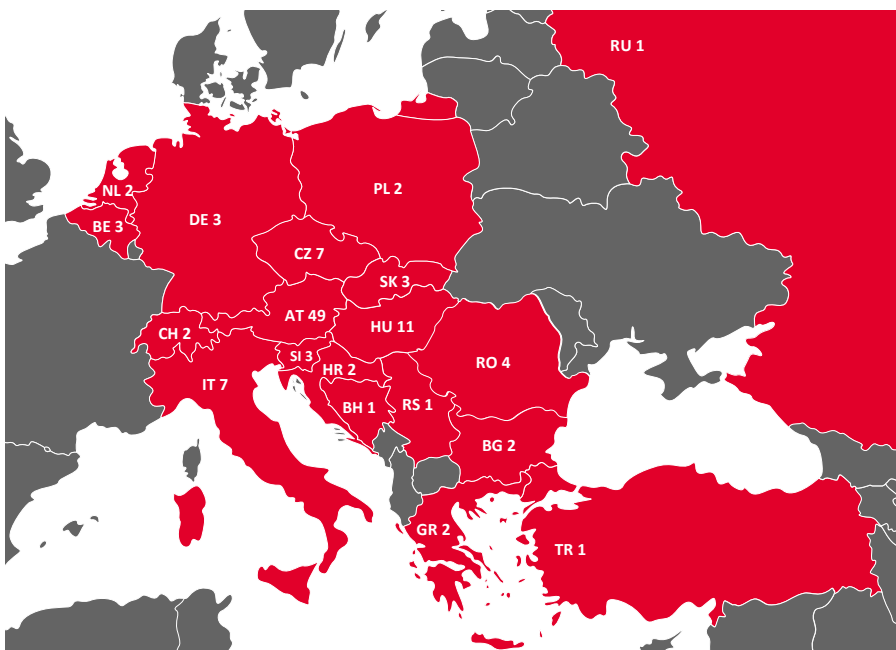 RU 1
NL 2
PL 2
DE 3
BE 3
CZ 7
SK 3
AT 49
HU 11
CH 2
SI 3
HR 2
RO 4
IT 7
BH 1
RS 1
BG 2
GR 2
TR 1